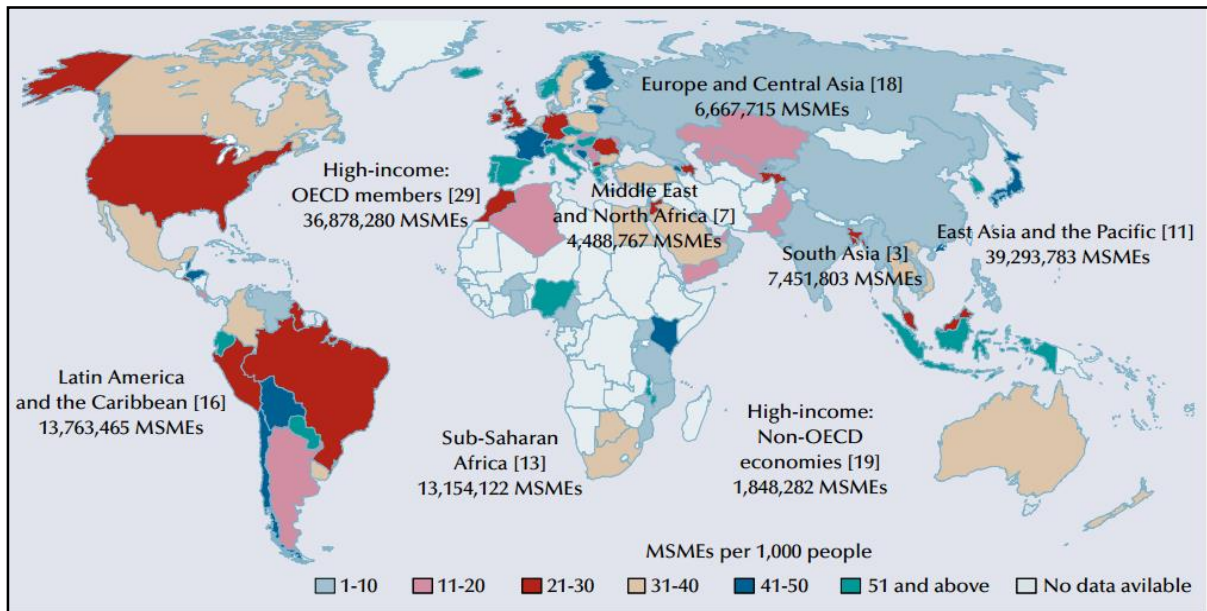 Europe and Central Asia [18]
6,667,715 MSMEs
High-income:
OECD members [29]
36,878,280 MSMEs
Middle East
and North Africa [7]
4,488,767 MSMEs
South Asia [3]
7,451,803 MSMEs
East Asia and the Pacific [11]
39,293,783 MSMEs
Latin America
and the Caribbean [16]
13,763,465 MSMEs
Sub-Saharan
Africa [13]
13,154,122 MSMEs
High-income:
Non-OECD
economies [19]
1,848,282 MSMEs
MSMEs per 1,000 people
1-10 11-20 21-30 31-40 41-50 51 and above No data avilable